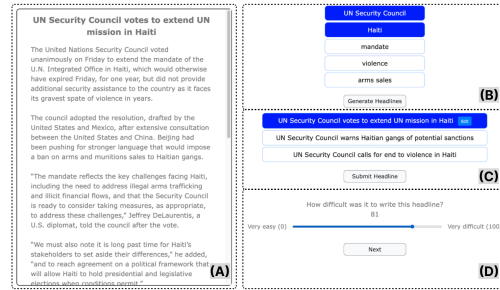 UN Security Council votes to extend UN
mission in Haiti
The United Nations Security Council voted
unanimously on Friday to extend the mandate of the
U.N. Integrated Office in Haiti, which would otherwise
have expired Friday, for one year, but did not provide
additional security assistance to the country as it faces
its gravest spate of violence in years.
The council adopted the resolution, drafted by the
United States and Mexico, after extensive consultation
between the United States and China. Beijing had
been pushing for stronger language that would impose
a ban on arms and munitions sales to Haitian gangs.
"The mandate reflects the key challenges facing Haiti,
including the need to address illegal arms trafficking
and illicit financial flows, and that the Security Council
is ready to consider taking measures, as appropriate,
to address these challenges," Jeffrey DeLaurentis, a
U.S. diplomat, told the council after the vote.
"We must also note it is long past time for Haiti's
stakeholders to set aside their differences," he added,
"and to reach agreement on a political framework that
will allow Haiti to hold presidential and legislative
elections when conditions permit."
(A)
UN Security Council
Haiti
mandate
violence
arms sales
Generate Headlines
(B)
UN Security Council votes to extend UN mission in Haiti Edit
UN Security Council warns Haitian gangs of potential sanctions
UN Security Council calls for end to violence in Haiti
Submit Headline
(C)
How difficult was it to write this headline?
81
Very easy (0) Very difficult (100
Next
(D)